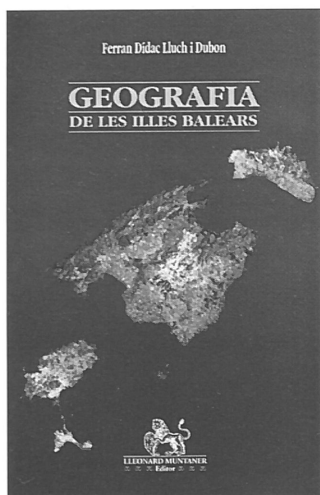 Ferran Dídac Lluch i Dubon
GEOGRAFIA
DE LES ILLES BALEARS
LLEONARD MUNTANER
Editor